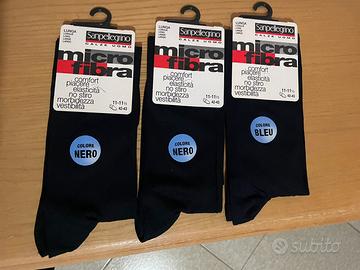 LUNGA
Sanpellegrino
CALZE UOMO
micro
fibra
comfort
piacere
elasticità
no stiro
morbidezza
vestibilità
11-11½
42-43
COLORE
NERO
LUNGA
Sanpellegrino
CALZE UOMO
micro
fibra
comfort
piacere
elasticità
no stiro
morbidezza
vestibilità
11-11½
42-43
COLORE
NERO
LUNGA
Sanpellegrino
CALZE UOMO
micro
fibra
comfort
piacere
elasticità
no stiro
morbidezza
vestibilità
11-11½
42-43
COLORE
BLEU
subito